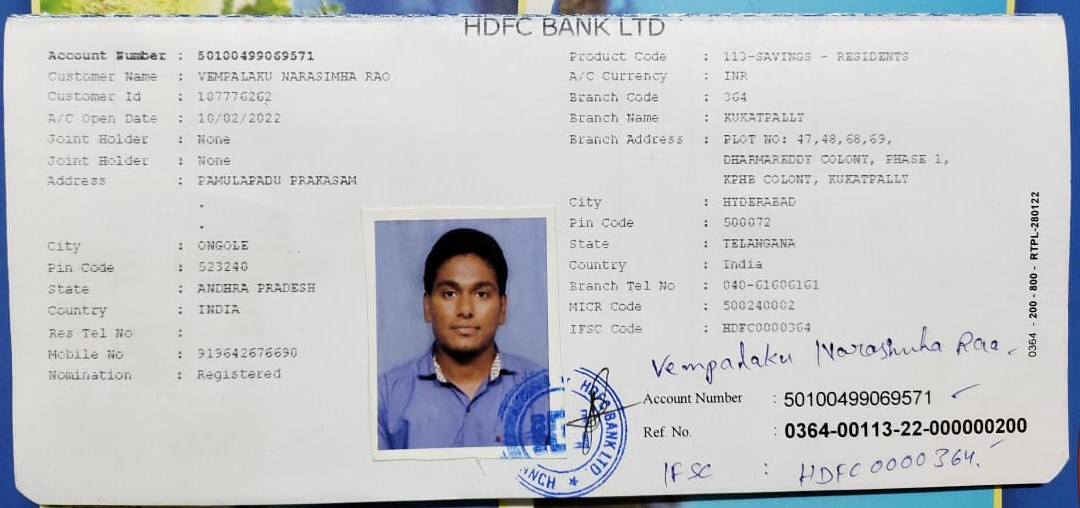 HDFC BANK LTD
Account Number : 50100499069571
Customer Name : VEMPALAKU NARASIMHA RAO
Customer Id : 187776262
A/C Open Date : 10/02/2022
Joint Holder : None
Joint Holder : None
Address : PAMULAPADU PRAKASAM
.
.
City : ONGOLE
Pin Code : 523240
State : ANDHRA PRADESH
Country : INDIA
Res Tel No :
Mobile No : 919642676690
Nomination : Registered
Product Code : 113-SAVINGS - RESIDENTS
A/C Currency : INR
Branch Code : 364
Branch Name : KUKATPALLY
Branch Address : PLOT NO: 47,48,68,69,
DHARMAREDDY COLONY, PHASE 1,
KPHB COLONY, KUKATPALLY
City : HYDERABAD
Pin Code : 500072
State : TELANGANA
Country : India
Branch Tel No : 040-61606161
MICR Code : 500240002
IFSC Code : HDFC0000364
Vempalaku Narasimha Rao.
Account Number : 50100499069571
Ref. No. : 0364-00113-22-000000200
IFSC : HDFC0000364.
HDFC BANK LTD. ★
0364 - 200 - 800 - RTPL-280122